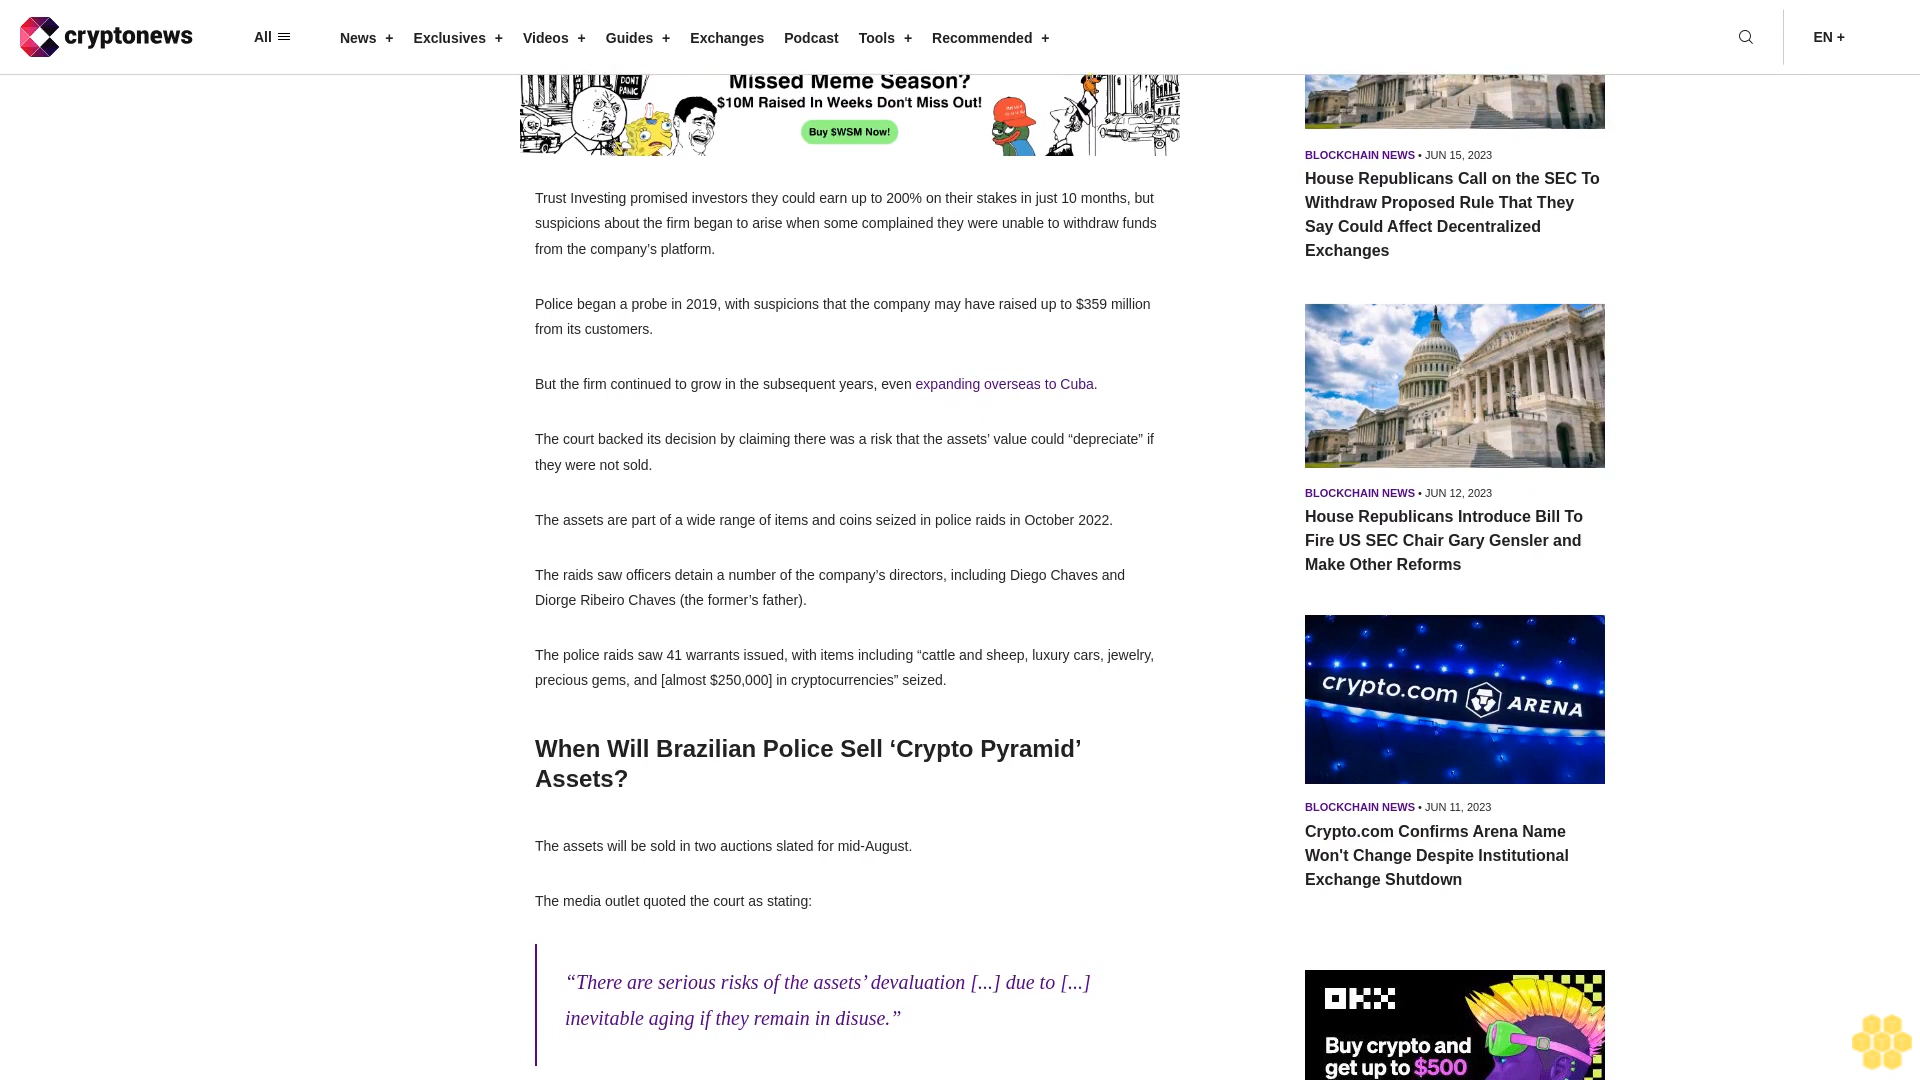 cryptonews
All
News +
Exclusives +
Videos +
Guides +
Exchanges
Podcast
Tools +
Recommended +
EN +
DON'T
PANIC
Missed Meme Season?
$10M Raised In Weeks Don't Miss Out!
Buy $WSM Now!
Trust Investing promised investors they could earn up to 200% on their stakes in just 10 months, but
suspicions about the firm began to arise when some complained they were unable to withdraw funds
from the company’s platform.
Police began a probe in 2019, with suspicions that the company may have raised up to $359 million
from its customers.
But the firm continued to grow in the subsequent years, even expanding overseas to Cuba.
The court backed its decision by claiming there was a risk that the assets’ value could “depreciate” if
they were not sold.
The assets are part of a wide range of items and coins seized in police raids in October 2022.
The raids saw officers detain a number of the company’s directors, including Diego Chaves and
Diorge Ribeiro Chaves (the former’s father).
The police raids saw 41 warrants issued, with items including “cattle and sheep, luxury cars, jewelry,
precious gems, and [almost $250,000] in cryptocurrencies” seized.
When Will Brazilian Police Sell ‘Crypto Pyramid’
Assets?
The assets will be sold in two auctions slated for mid-August.
The media outlet quoted the court as stating:
“There are serious risks of the assets’ devaluation [...] due to [...]
inevitable aging if they remain in disuse.”
BLOCKCHAIN NEWS • JUN 15, 2023
House Republicans Call on the SEC To
Withdraw Proposed Rule That They
Say Could Affect Decentralized
Exchanges
BLOCKCHAIN NEWS • JUN 12, 2023
House Republicans Introduce Bill To
Fire US SEC Chair Gary Gensler and
Make Other Reforms
crypto.com ARENA
BLOCKCHAIN NEWS • JUN 11, 2023
Crypto.com Confirms Arena Name
Won't Change Despite Institutional
Exchange Shutdown
OKX
Buy crypto and
get up to $500